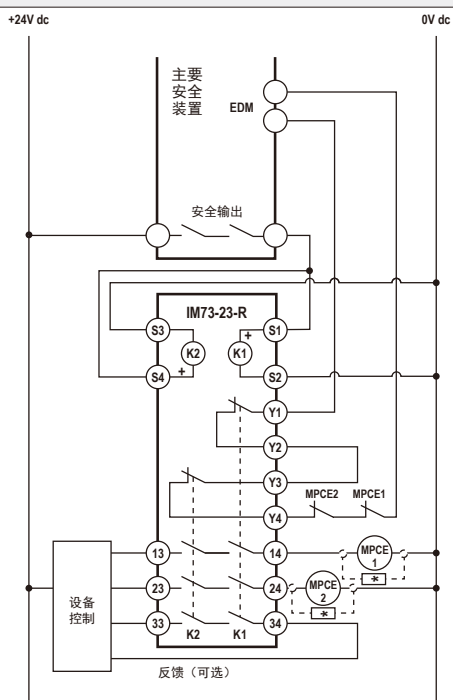 +24V dc 0V dc
主要
安全
装置
EDM
安全输出
IM73-23-R
S3 S1
K2 + K1
S4 + S2
Y1
Y2
Y3
MPCE2 MPCE1
Y4
13 14 MPCE
1
*
23 24 MPCE
2
*
设备
控制
33 K2 K1 34
反馈（可选）